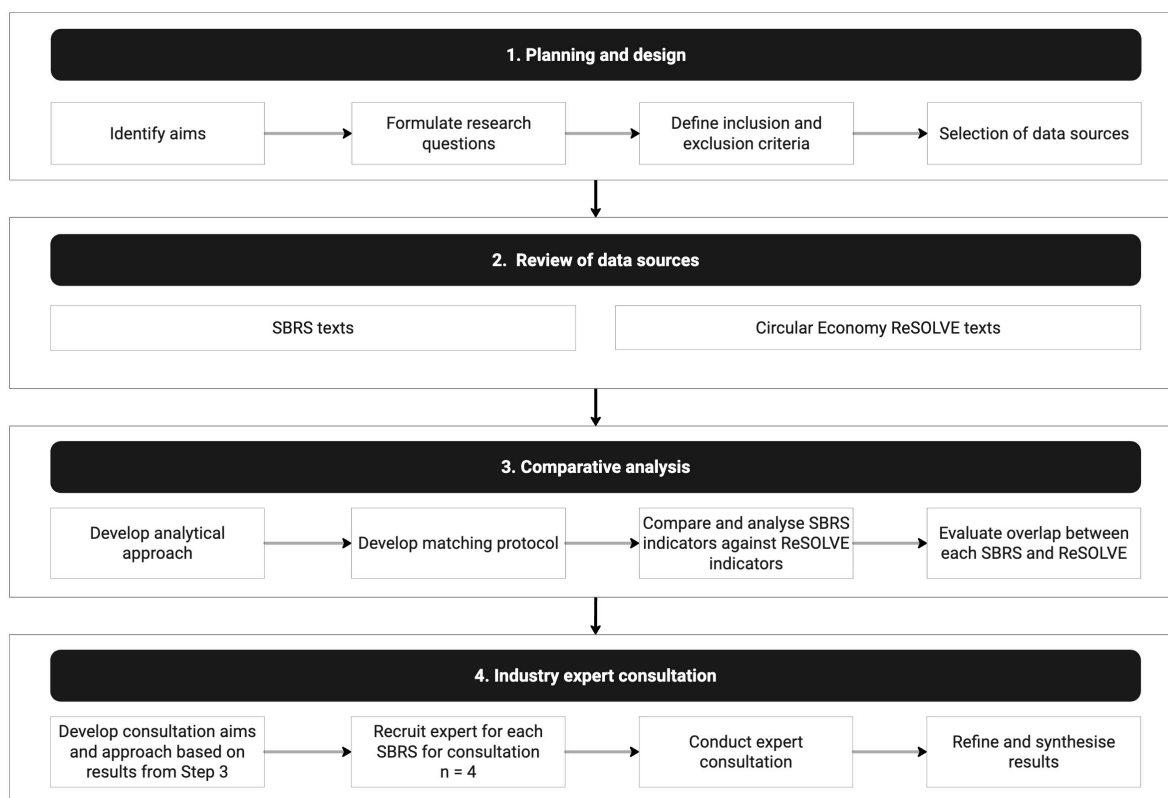 1. Planning and design
Identify aims
Formulate research
questions
Define inclusion and
exclusion criteria
Selection of data sources
2. Review of data sources
SBRS texts
Circular Economy ReSOLVE texts
3. Comparative analysis
Develop analytical
approach
Develop matching protocol
Compare and analyse SBRS
indicators against ReSOLVE
indicators
Evaluate overlap between
each SBRS and ReSOLVE
4. Industry expert consultation
Develop consultation aims
and approach based on
results from Step 3
Recruit expert for each
SBRS for consultation
n = 4
Conduct expert
consultation
Refine and synthesise
results